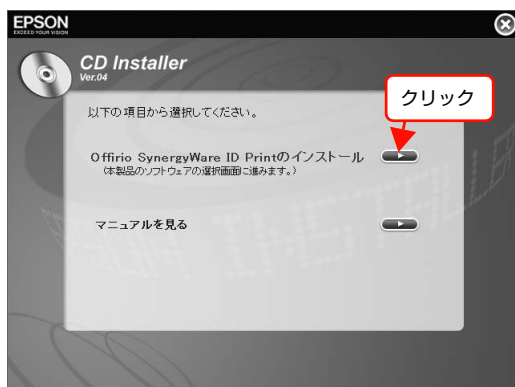 EPSON
EXCEED YOUR VISION
CD Installer
Ver.04
クリック
以下の項目から選択してください。
Offirio SynergyWare ID Printのインストール
(本製品のソフトウェアの選択画面に進みます。)
マニュアルを見る